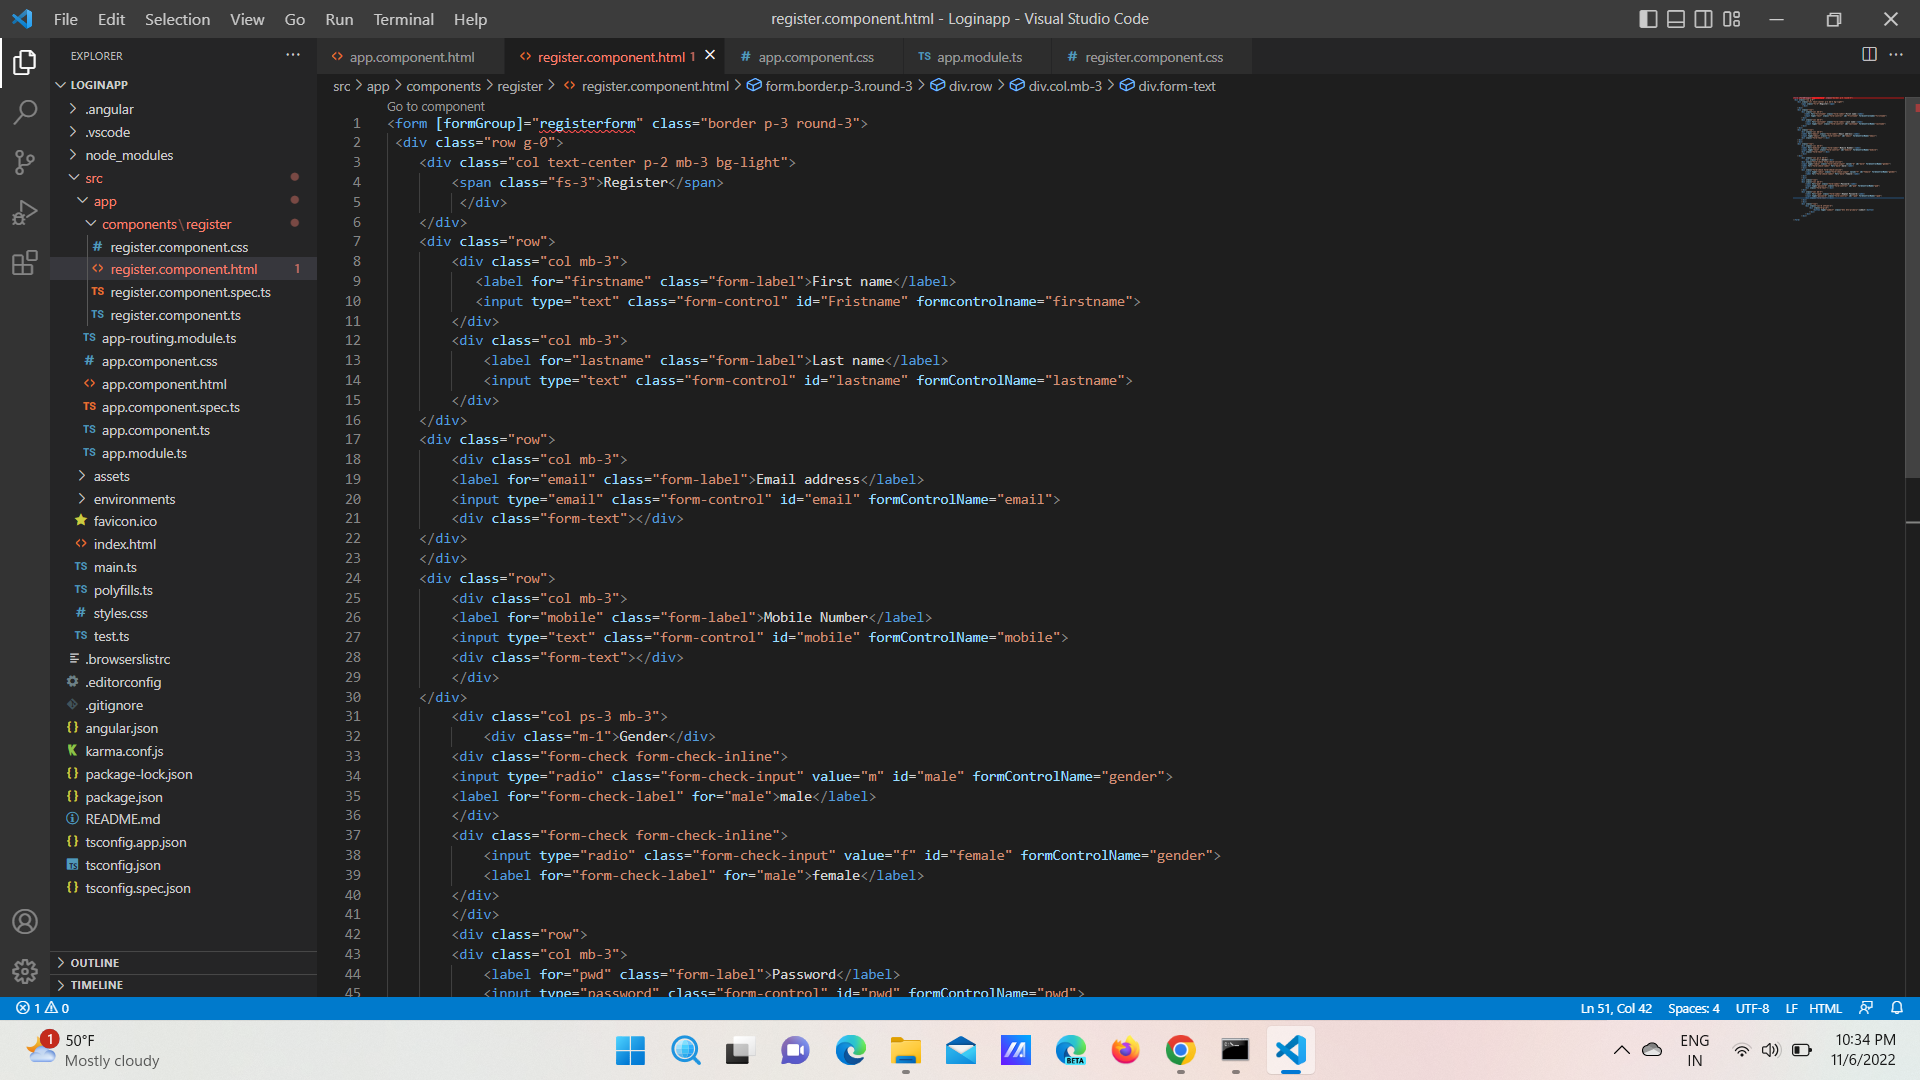 File Edit Selection View Go Run Terminal Help
register.component.html - Loginapp - Visual Studio Code
EXPLORER
LOGINAPP
.angular
.vscode
node_modules
src
app
components\register
register.component.css
register.component.html 1
register.component.spec.ts
register.component.ts
app-routing.module.ts
app.component.css
app.component.html
app.component.spec.ts
app.component.ts
app.module.ts
assets
environments
favicon.ico
index.html
main.ts
polyfills.ts
styles.css
test.ts
.browserslistrc
.editorconfig
.gitignore
angular.json
karma.conf.js
package-lock.json
package.json
README.md
tsconfig.app.json
tsconfig.json
tsconfig.spec.json
OUTLINE
TIMELINE
app.component.html register.component.html 1 app.component.css app.module.ts register.component.css
src > app > components > register > register.component.html > form.border.p-3.round-3 > div.row > div.col.mb-3 > div.form-text
Go to component
1 <form [formGroup]="registerform" class="border p-3 round-3">
2 <div class="row g-0">
3 <div class="col text-center p-2 mb-3 bg-light">
4 <span class="fs-3">Register</span>
5 </div>
6 </div>
7 <div class="row">
8 <div class="col mb-3">
9 <label for="firstname" class="form-label">First name</label>
10 <input type="text" class="form-control" id="Fristname" formcontrolname="firstname">
11 </div>
12 <div class="col mb-3">
13 <label for="lastname" class="form-label">Last name</label>
14 <input type="text" class="form-control" id="lastname" formControlName="lastname">
15 </div>
16 </div>
17 <div class="row">
18 <div class="col mb-3">
19 <label for="email" class="form-label">Email address</label>
20 <input type="email" class="form-control" id="email" formControlName="email">
21 <div class="form-text"></div>
22 </div>
23 </div>
24 <div class="row">
25 <div class="col mb-3">
26 <label for="mobile" class="form-label">Mobile Number</label>
27 <input type="text" class="form-control" id="mobile" formControlName="mobile">
28 <div class="form-text"></div>
29 </div>
30 </div>
31 <div class="col ps-3 mb-3">
32 <div class="m-1">Gender</div>
33 <div class="form-check form-check-inline">
34 <input type="radio" class="form-check-input" value="m" id="male" formControlName="gender">
35 <label for="form-check-label" for="male">male</label>
36 </div>
37 <div class="form-check form-check-inline">
38 <input type="radio" class="form-check-input" value="f" id="female" formControlName="gender">
39 <label for="form-check-label" for="male">female</label>
40 </div>
41 </div>
42 <div class="row">
43 <div class="col mb-3">
44 <label for="pwd" class="form-label">Password</label>
45 <input type="password" class="form-control" id="pwd" formControlName="pwd">
1 0
Ln 51, Col 42 Spaces: 4 UTF-8 LF HTML
1
50°F
Mostly cloudy
BETA
ENG
IN
10:34 PM
11/6/2022